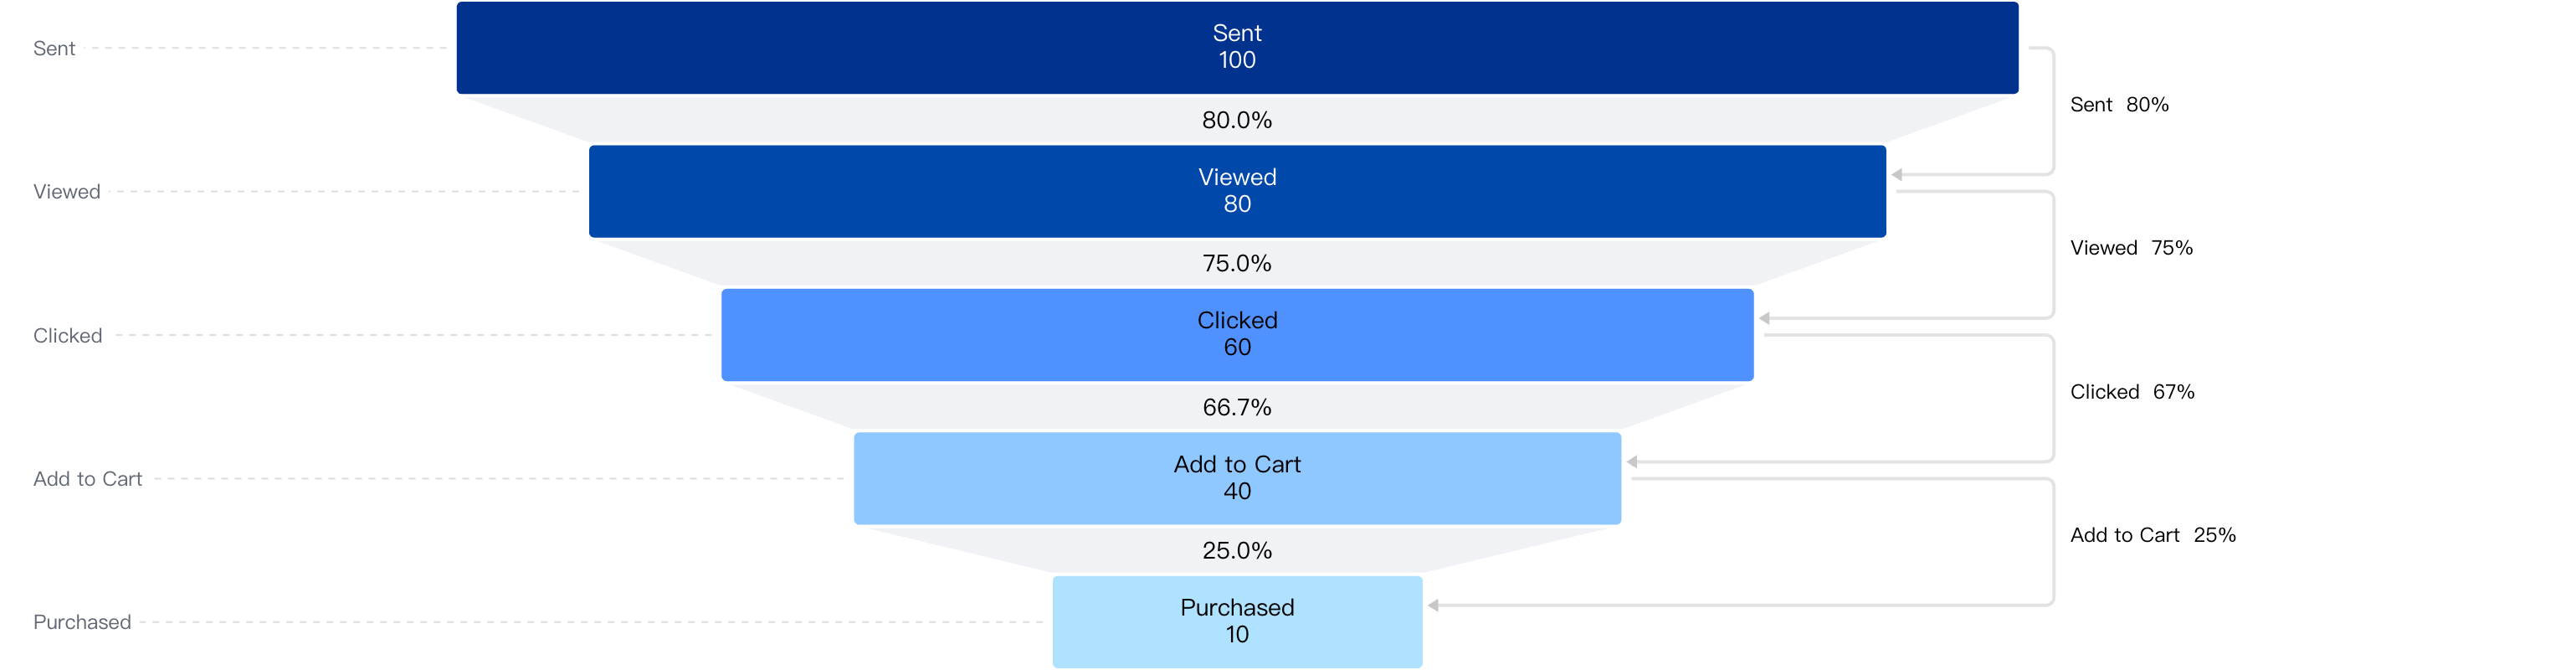 Sent
Sent
100
80.0%
Sent 80%
Viewed
Viewed
80
75.0%
Viewed 75%
Clicked
Clicked
60
66.7%
Clicked 67%
Add to Cart
Add to Cart
40
25.0%
Add to Cart 25%
Purchased
Purchased
10